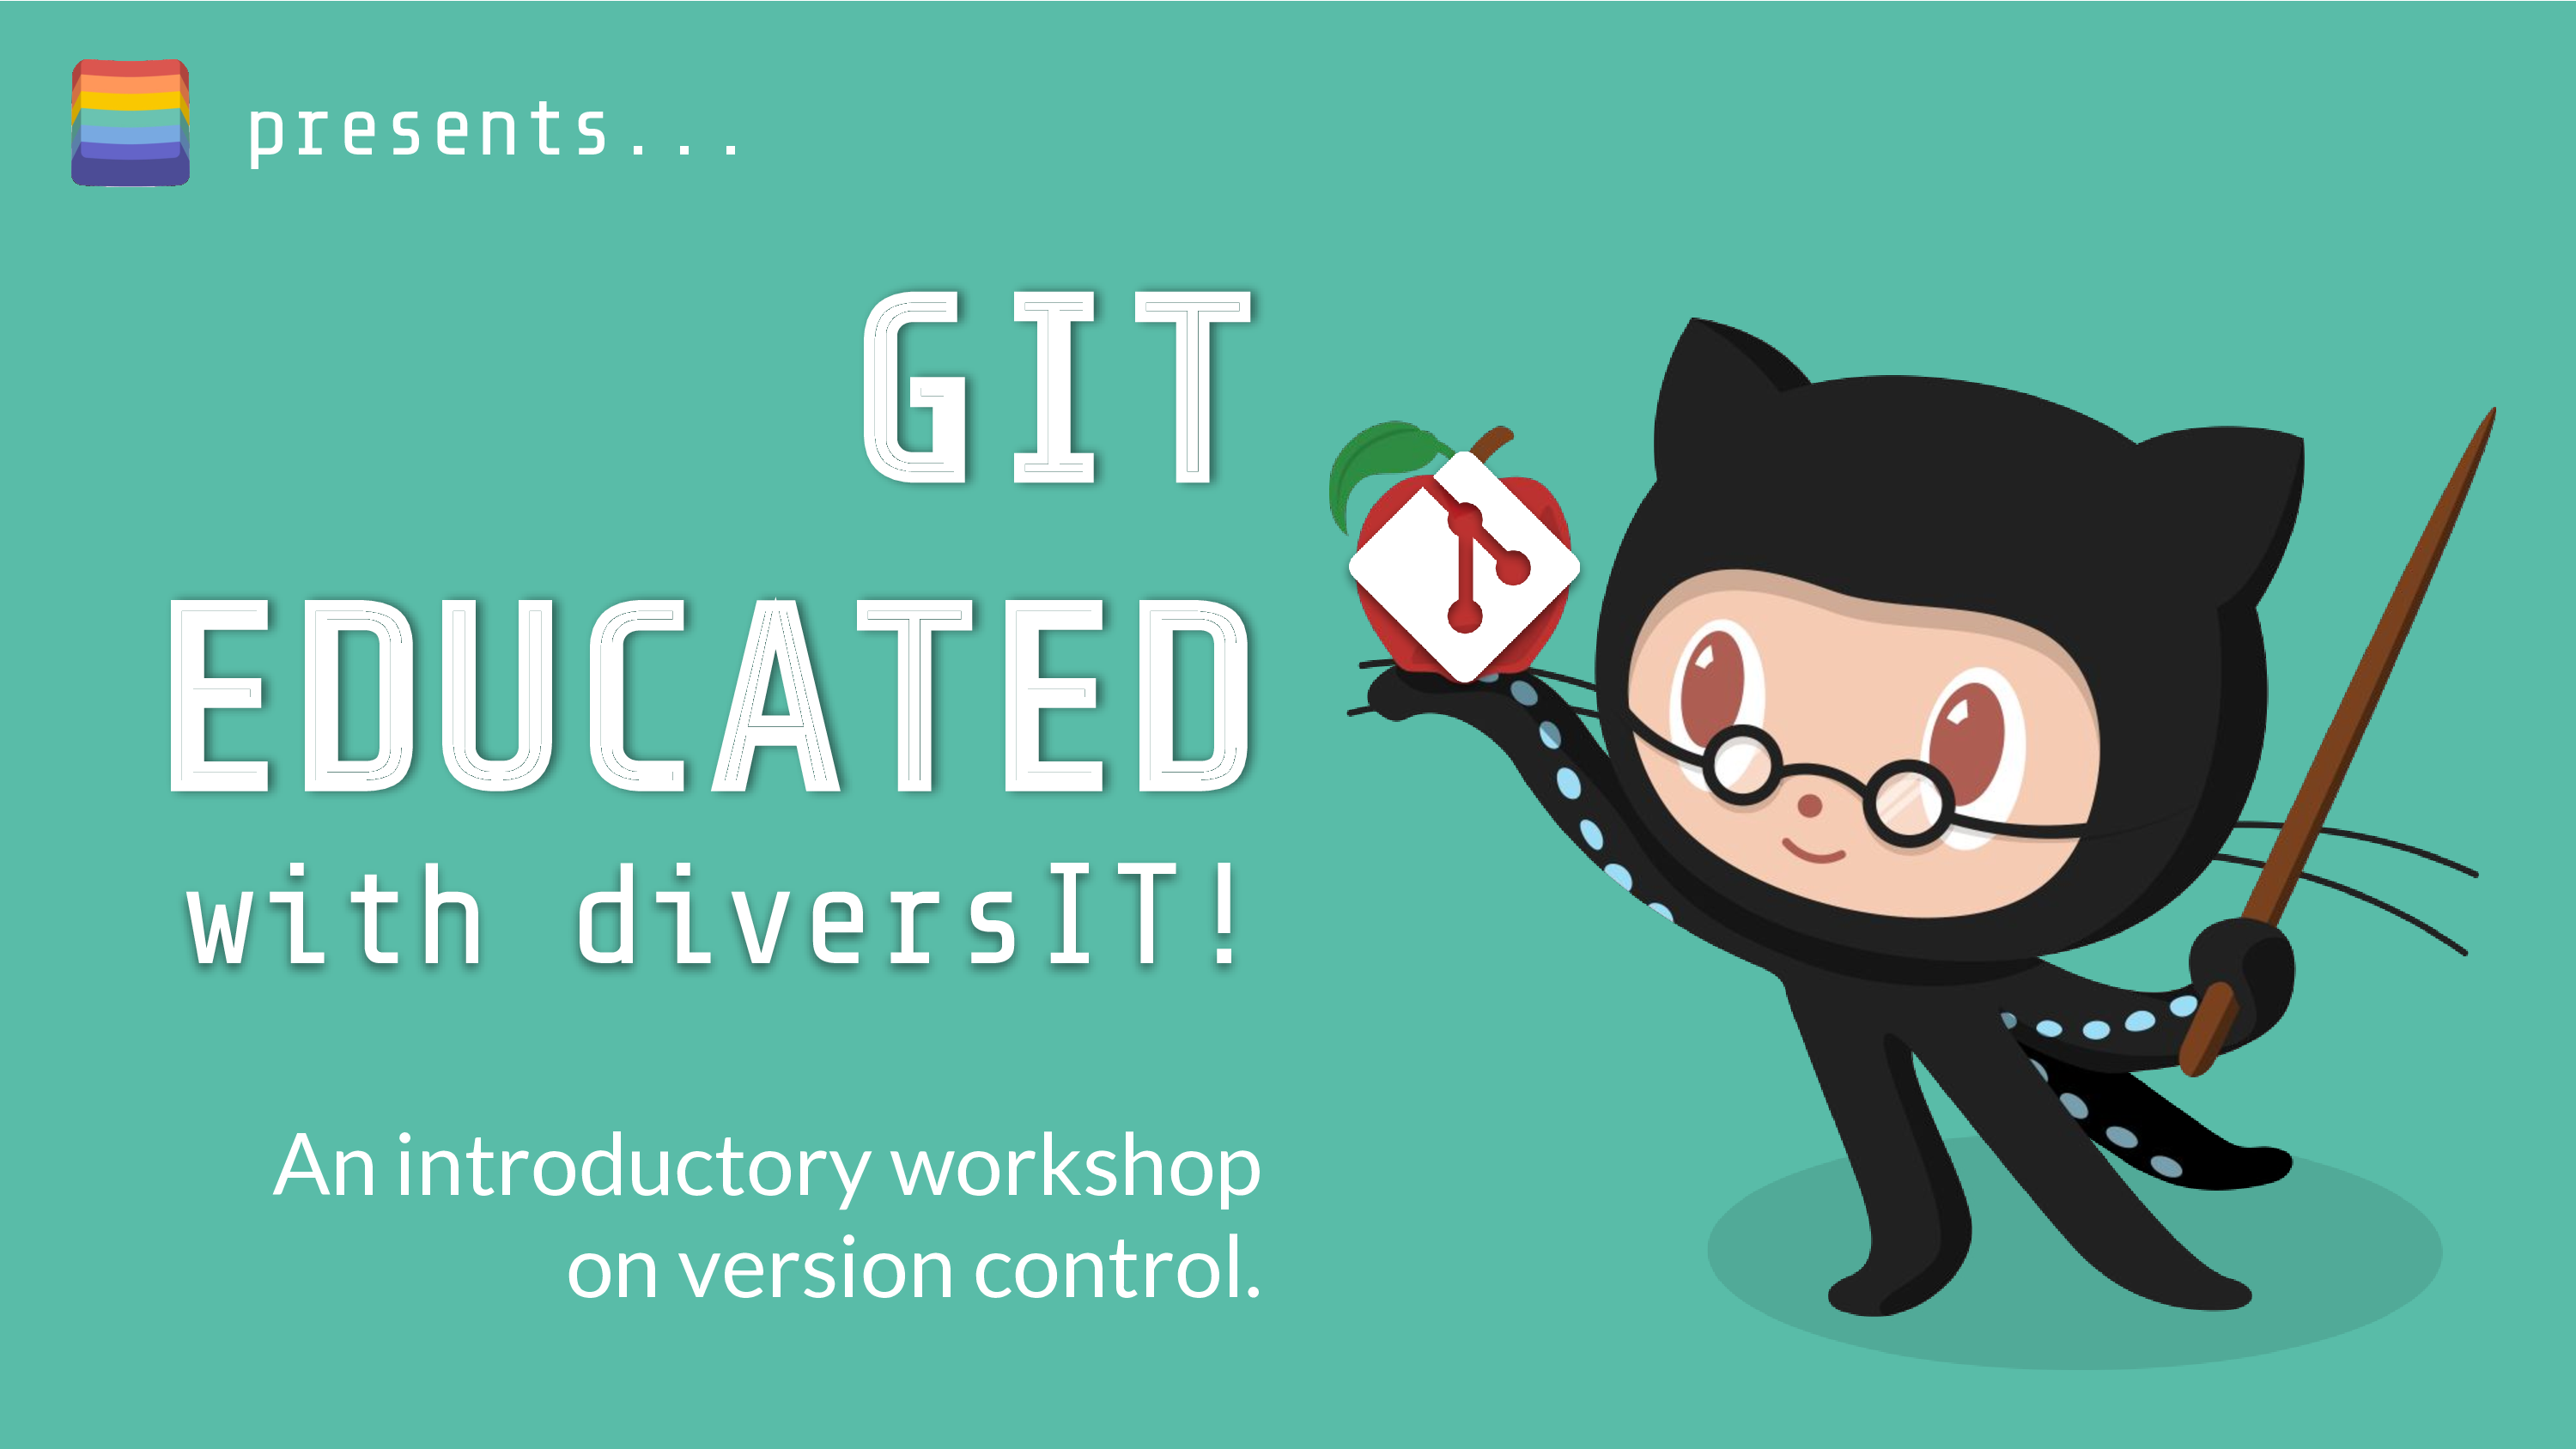 presents...
GIT
EDUCATED
with diversIT!
An introductory workshop
on version control.